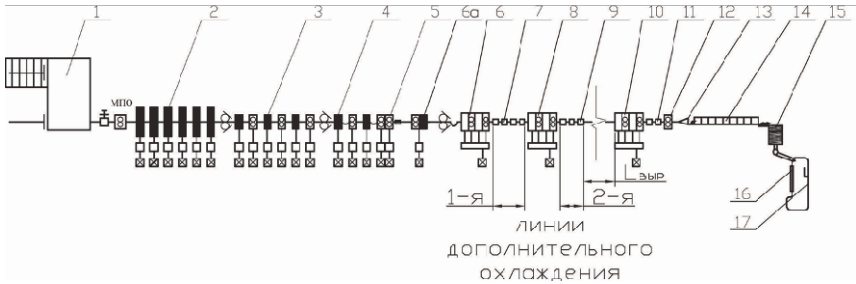 1 2 3 4 5 6а 6 7 8 9 10 11 12 13 14 15
МПО
16
17
1-я 2-я Lвыр
линии
доголнительного
охлаждения